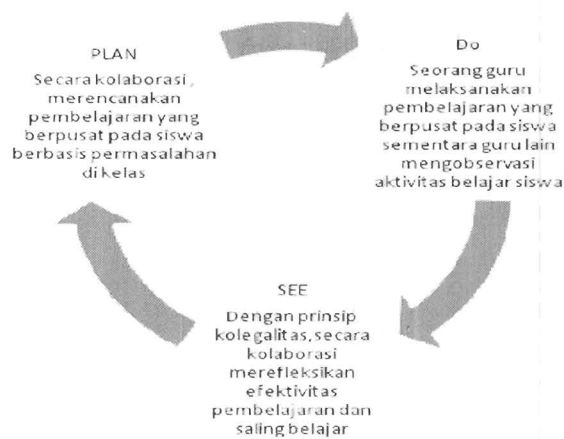 PLAN
Secara kolaborasi,
merencanakan
pembelajaran yang
berpusat pada siswa
berbasis permasalahan
di kelas
Do
Seorang guru
melaksanakan
pembelajaran yang
berpusat pada siswa
sementara guru lain
mengobservasi
aktivitas belajar siswa
SEE
Dengan prinsip
kolegalitas, secara
kolaborasi
merefleksikan
efektivitas
pembelajaran dan
saling belajar